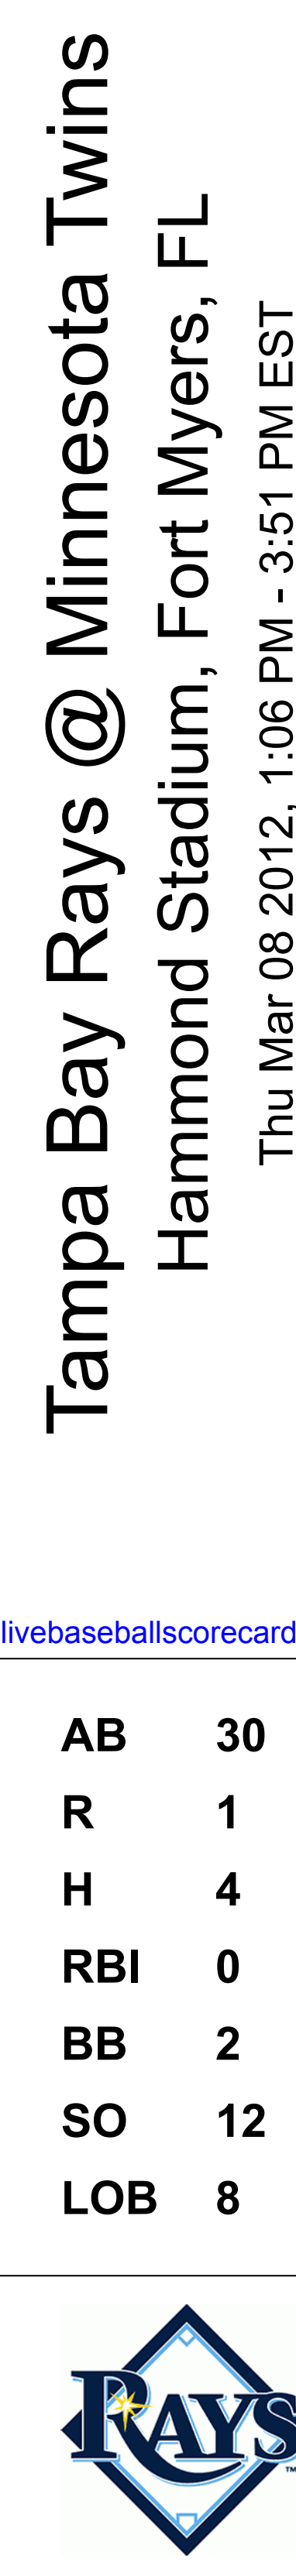 Tampa Bay Rays @ Minnesota Twins
Hammond Stadium, Fort Myers, FL
Thu Mar 08 2012, 1:06 PM - 3:51 PM EST
livebaseballscorecard
AB 30
R 1
H 4
RBI 0
BB 2
SO 12
LOB 8
RAYS
TM